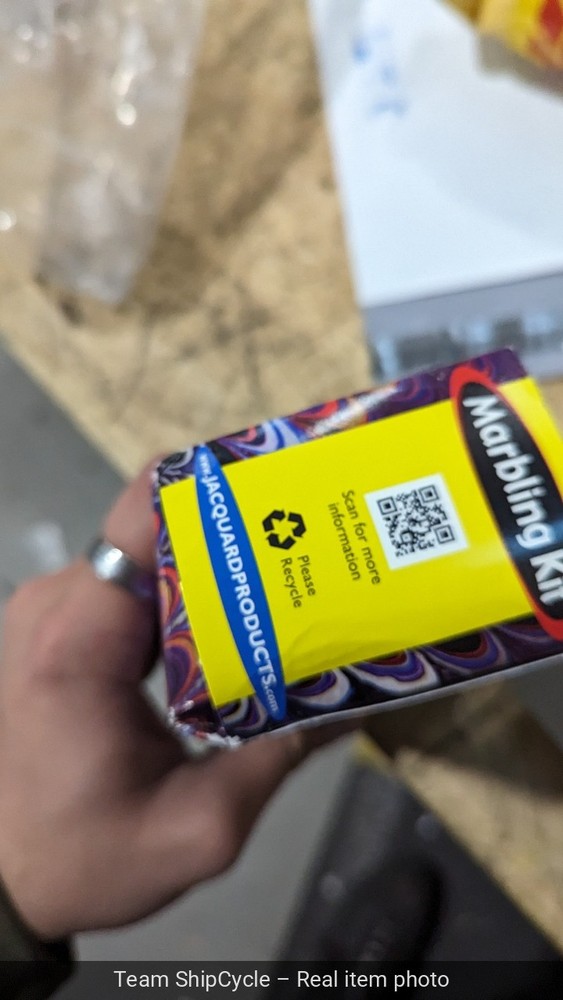 Marbling Kit
Scan for more
information
Please
Recycle
www.JACQUARDPRODUCTS.com
Team ShipCycle – Real item photo